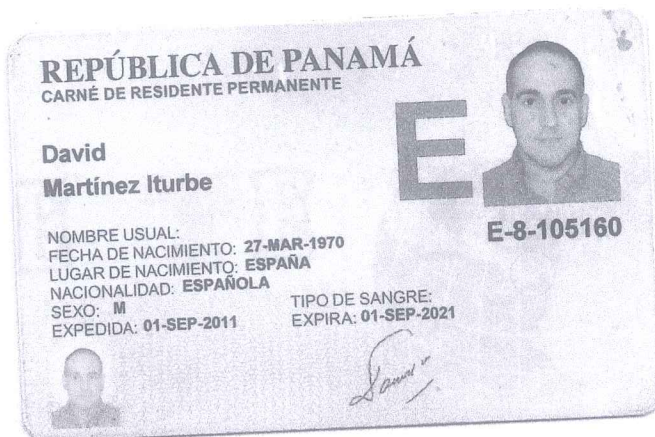 REPÚBLICA DE PANAMÁ
CARNÉ DE RESIDENTE PERMANENTE
David
Martínez Iturbe
E
E-8-105160
NOMBRE USUAL:
FECHA DE NACIMIENTO: 27-MAR-1970
LUGAR DE NACIMIENTO: ESPAÑA
NACIONALIDAD: ESPAÑOLA
SEXO: M
TIPO DE SANGRE:
EXPEDIDA: 01-SEP-2011
EXPIRA: 01-SEP-2021